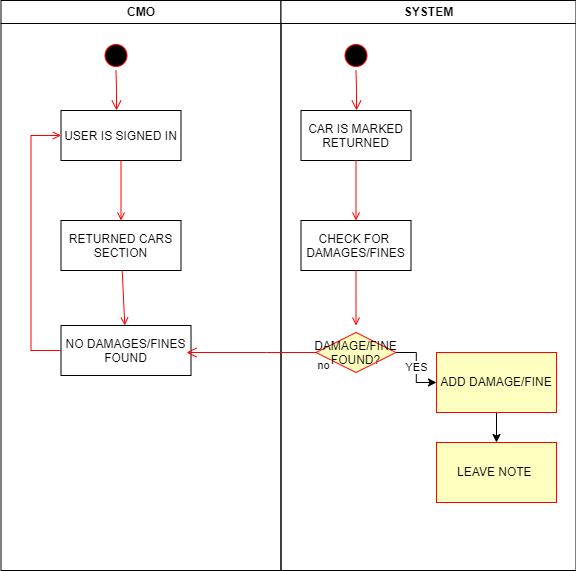 CMO
SYSTEM
USER IS SIGNED IN
CAR IS MARKED
RETURNED
RETURNED CARS
SECTION
CHECK FOR
DAMAGES/FINES
NO DAMAGES/FINES
FOUND
DAMAGE/FINE
FOUND?
no
YES
ADD DAMAGE/FINE
LEAVE NOTE